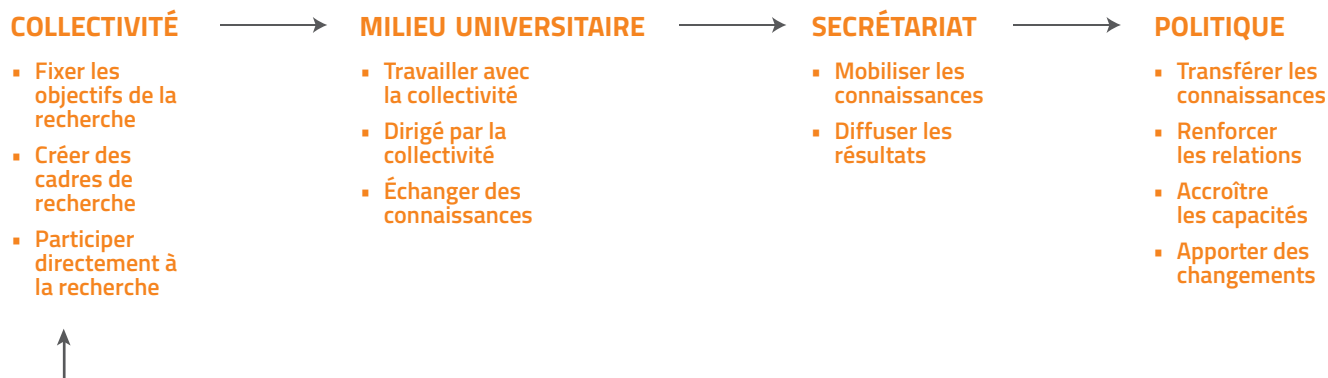 COLLECTIVITÉ
▪ Fixer les
objectifs de la
recherche
▪ Créer des
cadres de
recherche
▪ Participer
directement à
la recherche
MILIEU UNIVERSITAIRE
▪ Travailler avec
la collectivité
▪ Dirigé par la
collectivité
▪ Échanger des
connaissances
SECRÉTARIAT
▪ Mobiliser les
connaissances
▪ Diffuser les
résultats
POLITIQUE
▪ Transférer les
connaissances
▪ Renforcer
les relations
▪ Accroître
les capacités
▪ Apporter des
changements